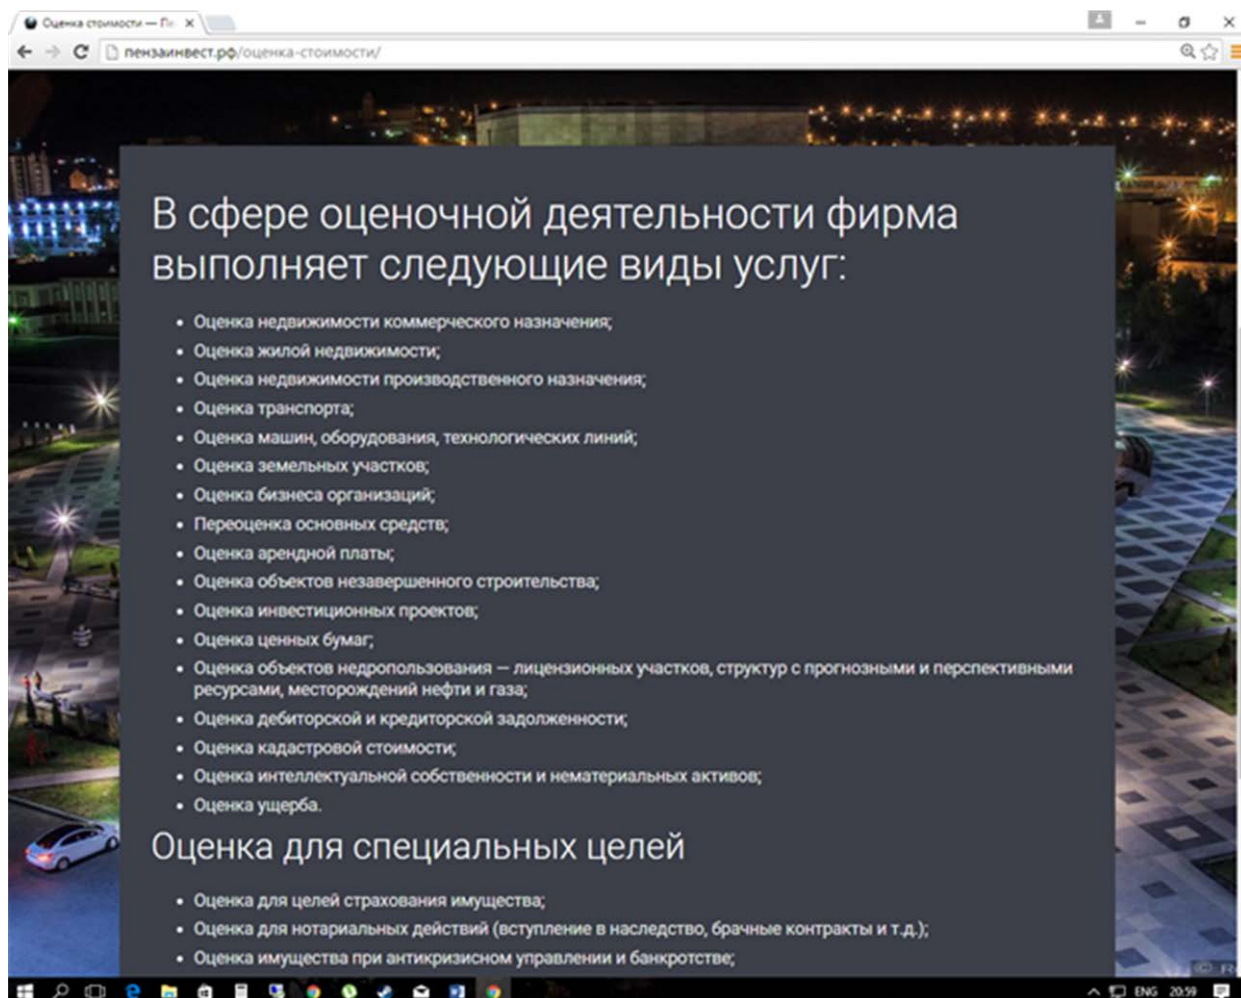 Оценка стоимости — Пе
пензаинвест.рф/оценка-стоимости/
В сфере оценочной деятельности фирма
выполняет следующие виды услуг:
• Оценка недвижимости коммерческого назначения;
• Оценка жилой недвижимости;
• Оценка недвижимости производственного назначения;
• Оценка транспорта;
• Оценка машин, оборудования, технологических линий;
• Оценка земельных участков;
• Оценка бизнеса организаций;
• Переоценка основных средств;
• Оценка арендной платы;
• Оценка объектов незавершенного строительства;
• Оценка инвестиционных проектов;
• Оценка ценных бумаг;
• Оценка объектов недропользования — лицензионных участков, структур с прогнозными и перспективными
ресурсами, месторождений нефти и газа;
• Оценка дебиторской и кредиторской задолженности;
• Оценка кадастровой стоимости;
• Оценка интеллектуальной собственности и нематериальных активов;
• Оценка ущерба.
Оценка для специальных целей
• Оценка для целей страхования имущества;
• Оценка для нотариальных действий (вступление в наследство, брачные контракты и т.д.);
• Оценка имущества при антикризисном управлении и банкротстве;
ENG 20:59